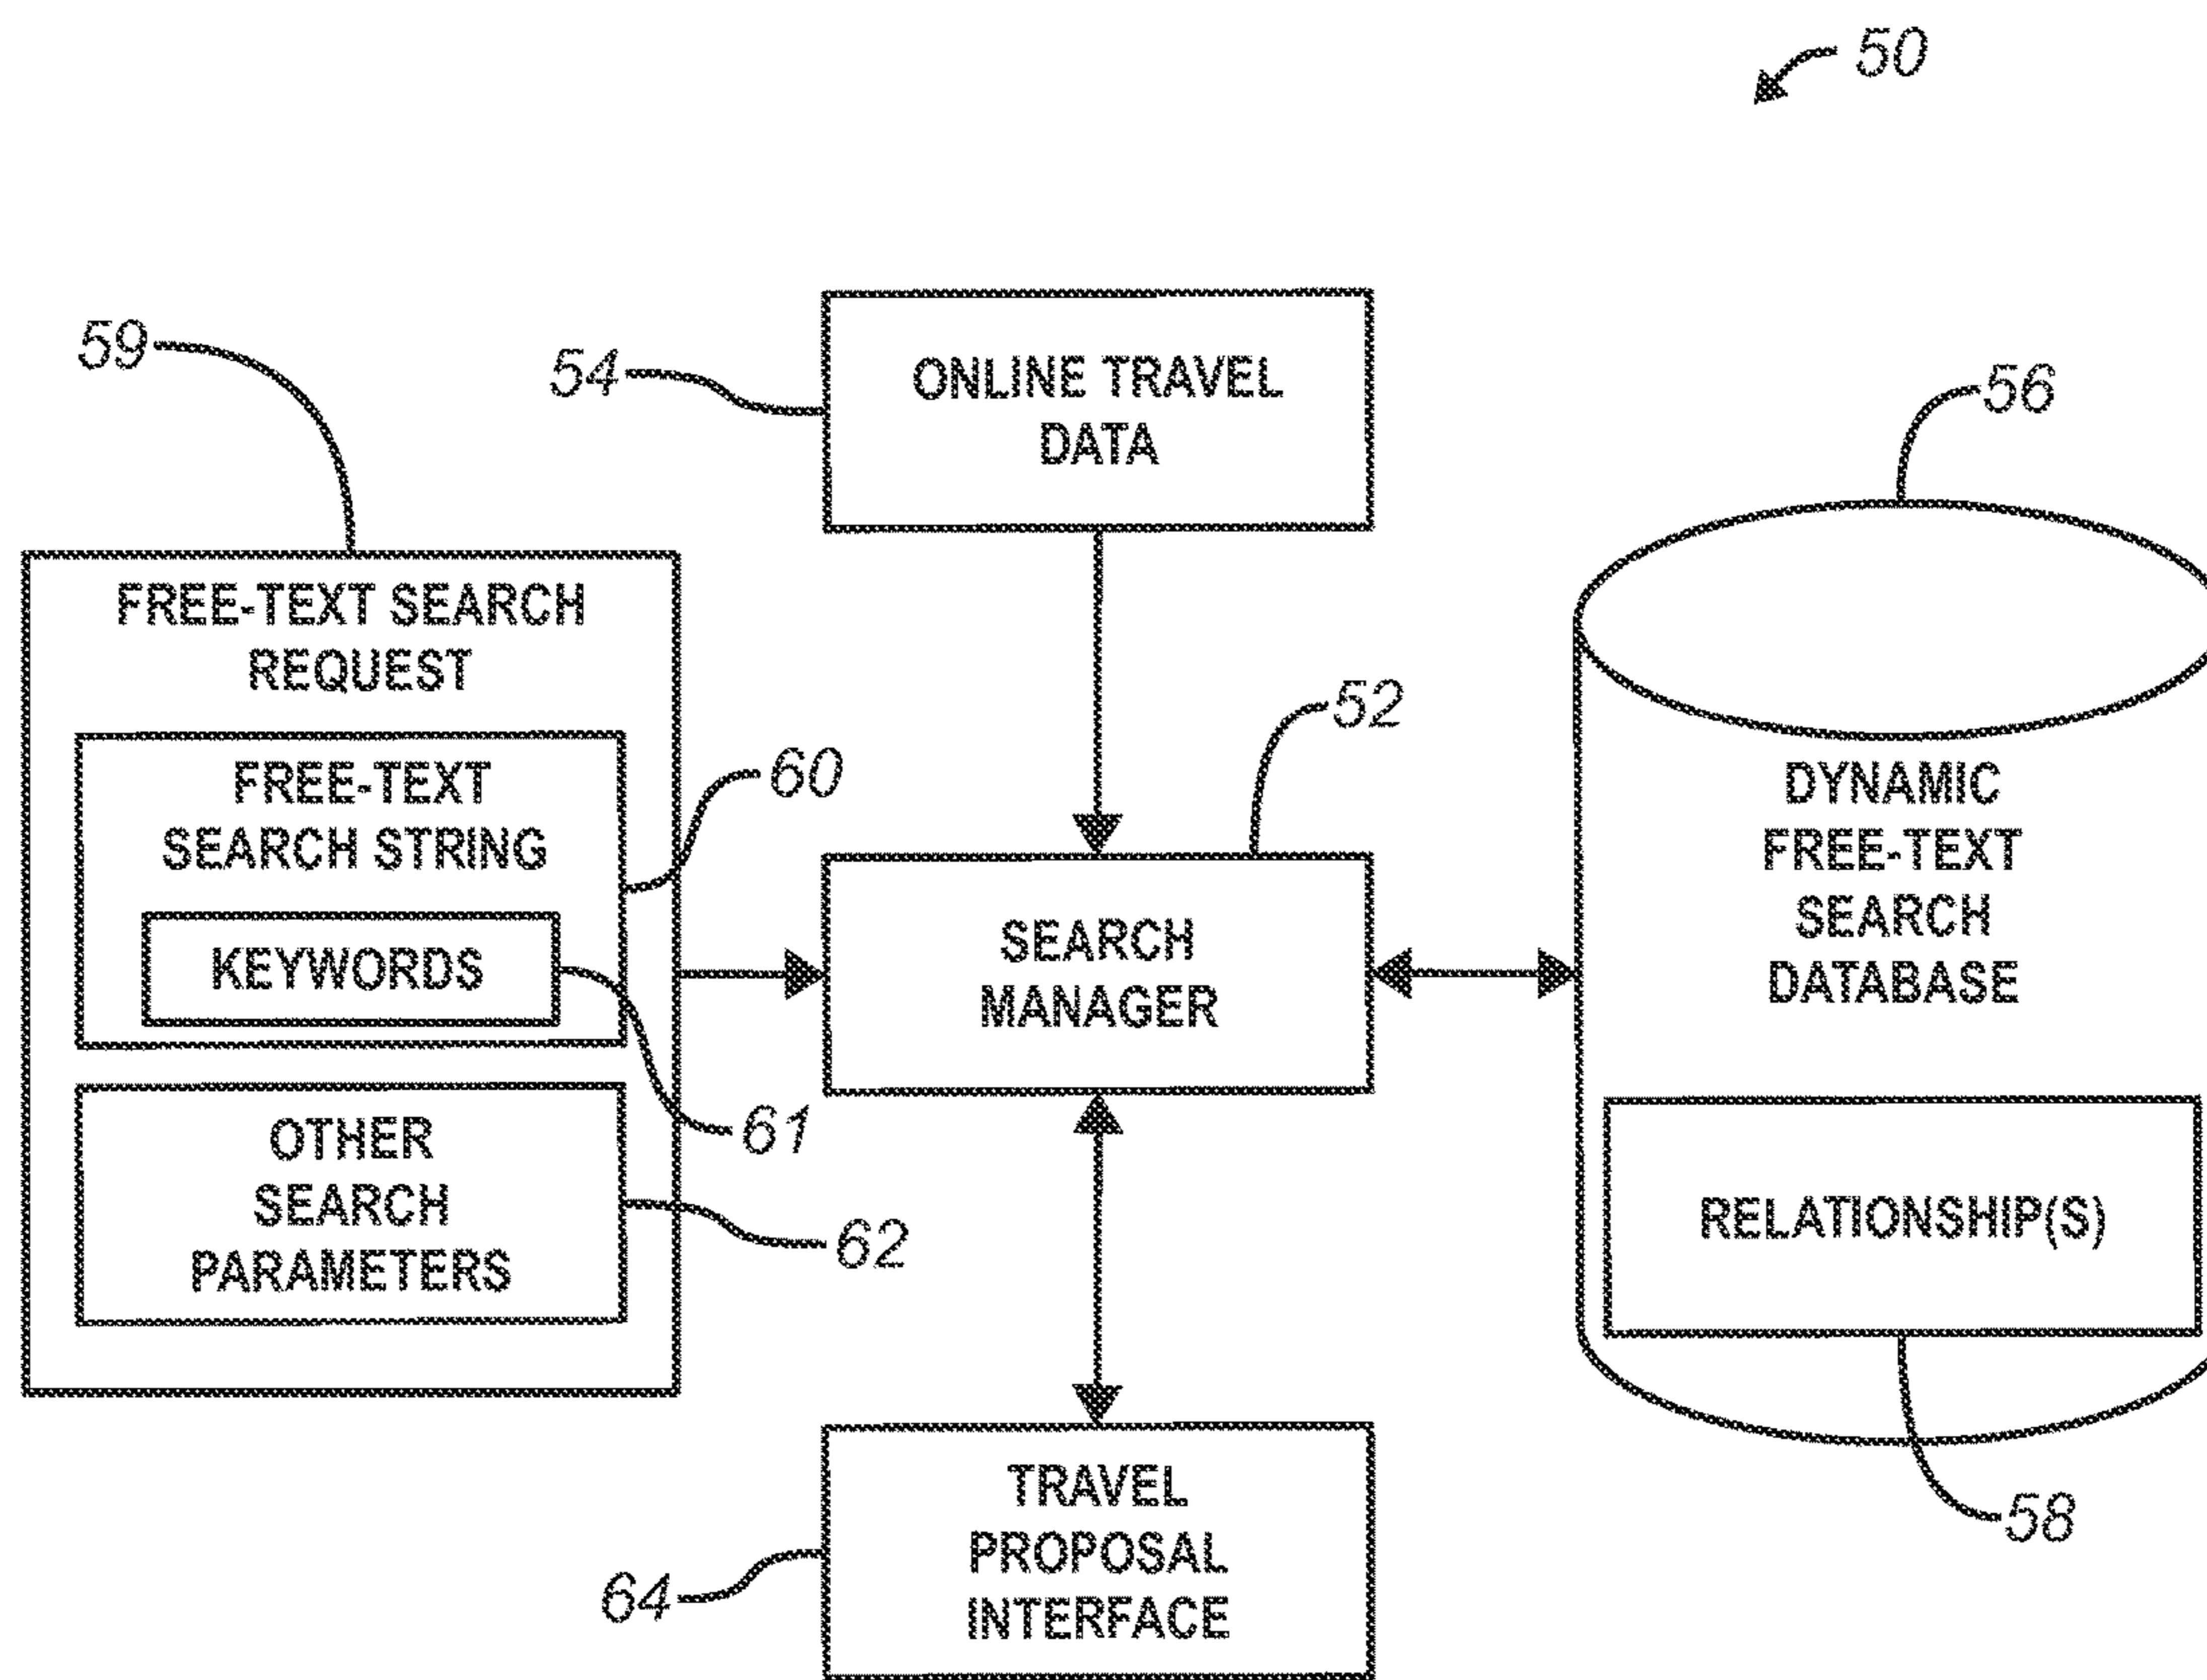 50
59
54
ONLINE TRAVEL
DATA
56
FREE-TEXT SEARCH
REQUEST
52
FREE-TEXT
SEARCH STRING
60
KEYWORDS
61
OTHER
SEARCH
PARAMETERS
62
SEARCH
MANAGER
DYNAMIC
FREE-TEXT
SEARCH
DATABASE
RELATIONSHIP(S)
58
64
TRAVEL
PROPOSAL
INTERFACE